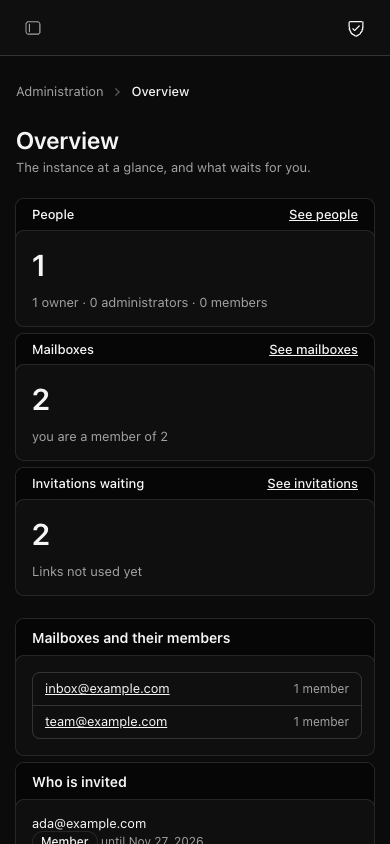 Administration > Overview
Overview
The instance at a glance, and what waits for you.
People See people
1
1 owner · 0 administrators · 0 members
Mailboxes See mailboxes
2
you are a member of 2
Invitations waiting See invitations
2
Links not used yet
Mailboxes and their members
inbox@example.com 1 member
team@example.com 1 member
Who is invited
ada@example.com
Member until Nov 27, 2026